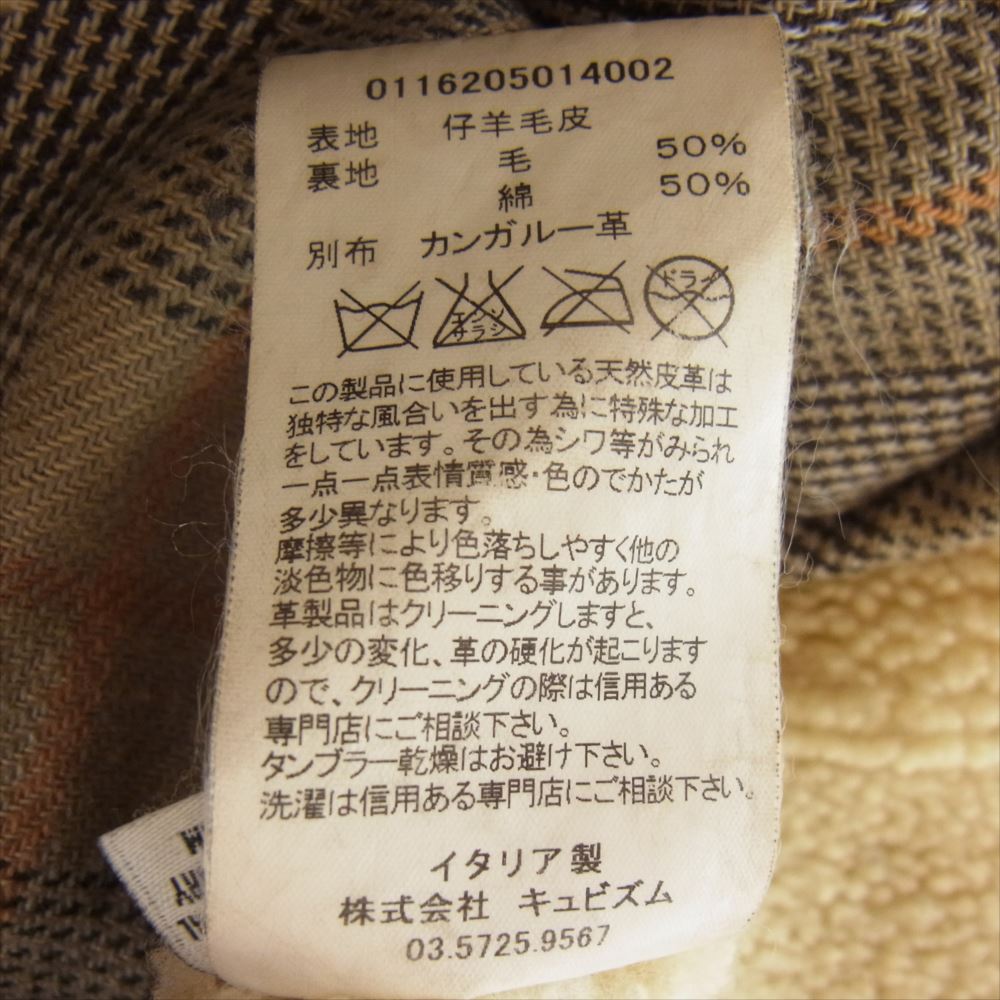 0116205014002
表地 仔羊毛皮
裏地 毛 50%
綿 50%
別布 カンガルー革
エンソ
サラシ
ドライ
この製品に使用している天然皮革は
独特な風合いを出す為に特殊な加工
をしています。その為シワ等がみられ
一点一点表情質感・色のでかたが
多少異なります。
摩擦等により色落ちしやすく他の
淡色物に色移りする事があります。
革製品はクリーニングしますと、
多少の変化、革の硬化が起こります
ので、クリーニングの際は信用ある
専門店にご相談下さい。
タンブラー乾燥はお避け下さい。
洗濯は信用ある専門店にご相談下さい。
イタリア製
株式会社 キュビズム
03.5725.9567